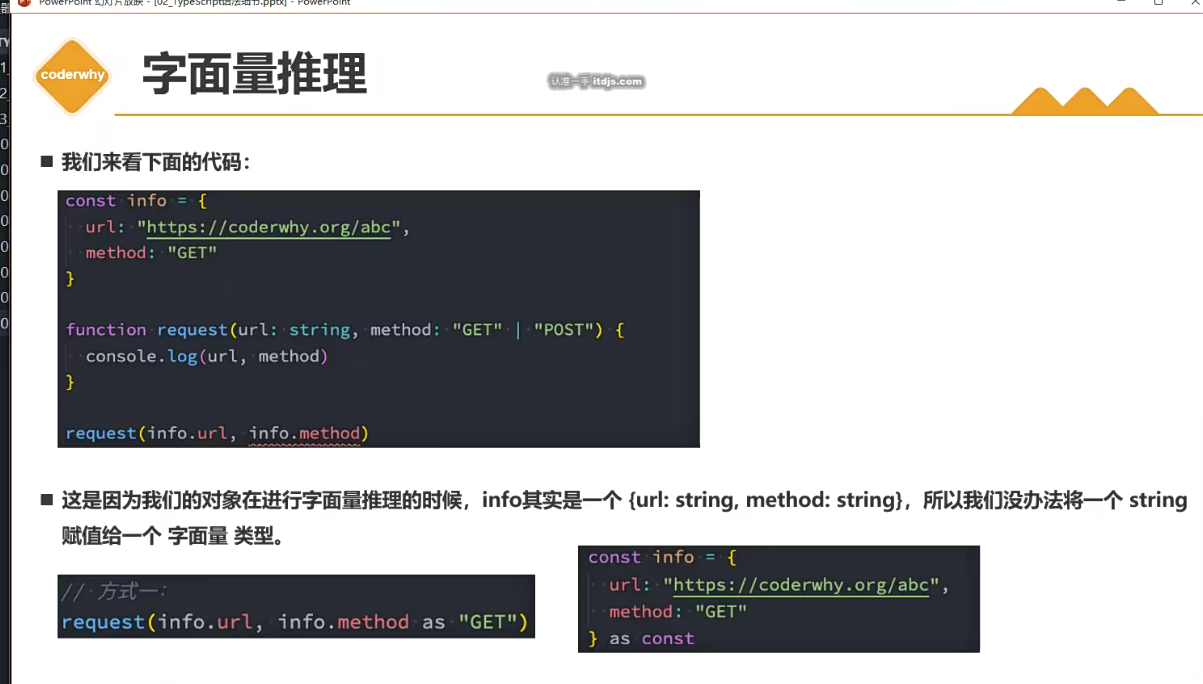 PowerPoint 幻灯片放映 - [02_TypeScript语法细节.pptx] - PowerPoint
coderwhy
字面量推理
认准一手 itdjs.com
我们来看下面的代码：
const info = {
url: "https://coderwhy.org/abc",
method: "GET"
}
function request(url: string, method: "GET" | "POST") {
console.log(url, method)
}
request(info.url, info.method)
这是因为我们的对象在进行字面量推理的时候，info其实是一个 {url: string, method: string}，所以我们没办法将一个 string
赋值给一个 字面量 类型。
// 方式一:
request(info.url, info.method as "GET")
const info = {
url: "https://coderwhy.org/abc",
method: "GET"
} as const